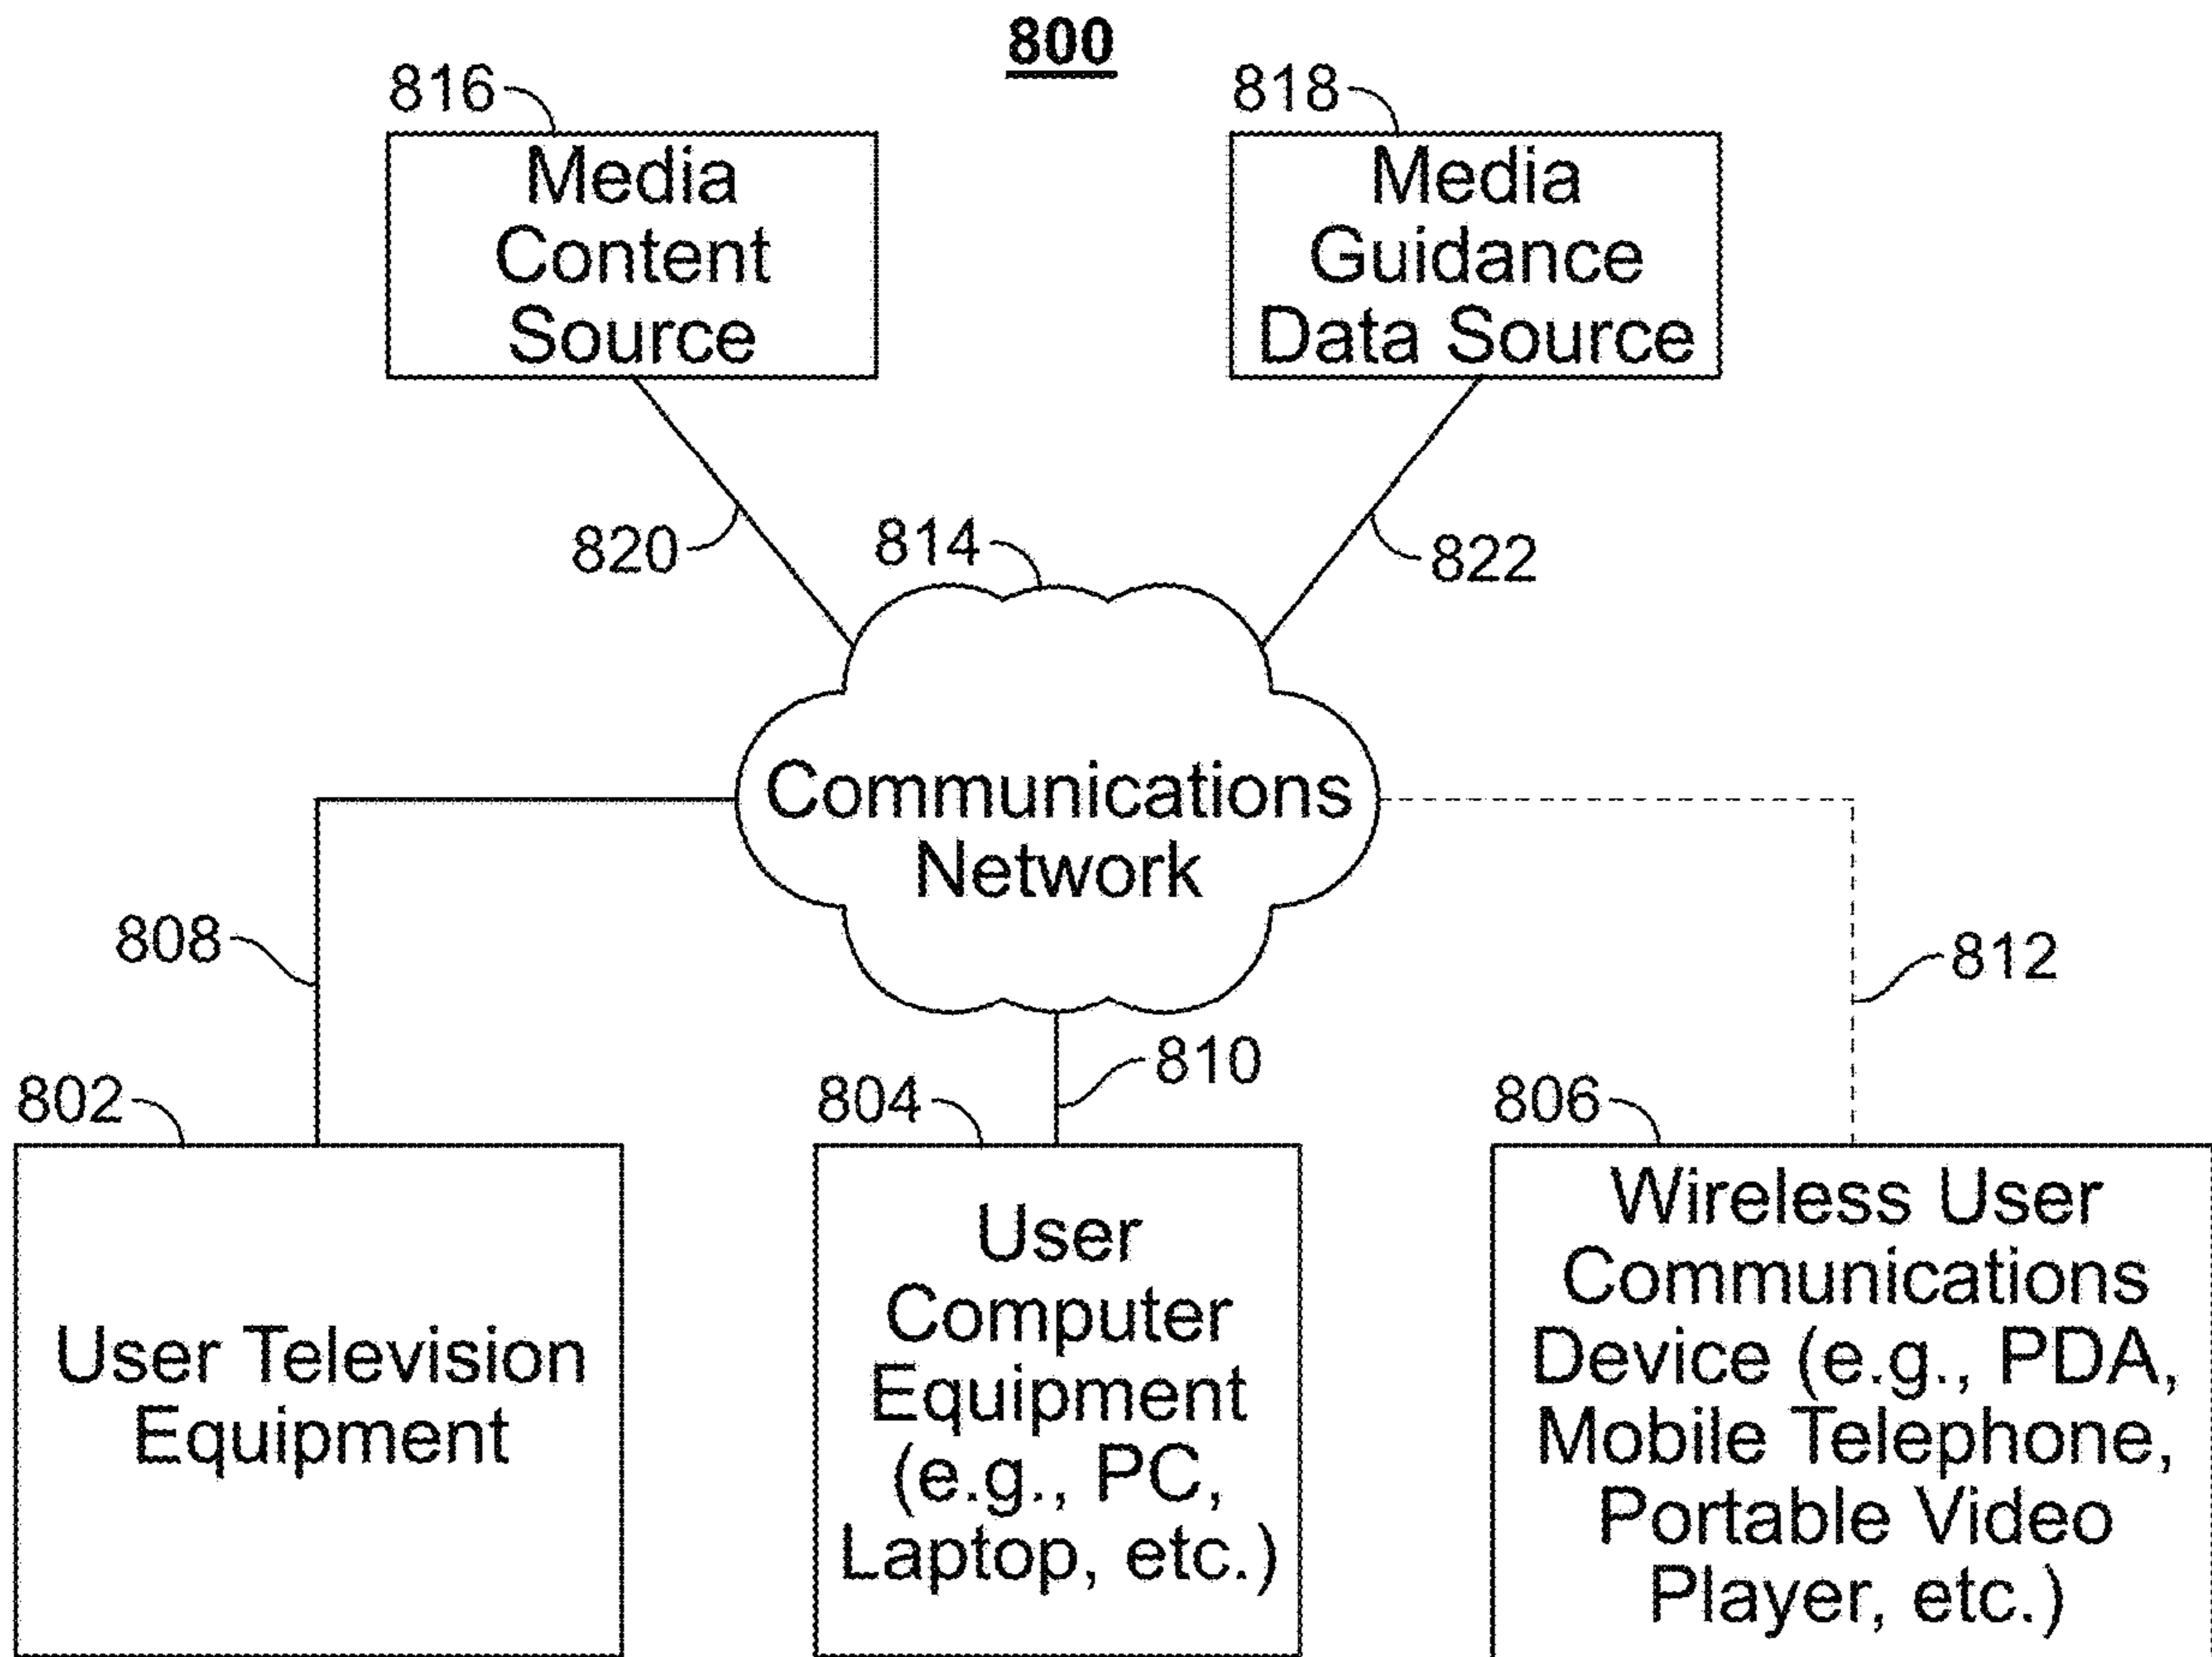 800
816
818
Media
Content
Source
Media
Guidance
Data Source
820
814
822
Communications
Network
808
812
810
802
804
806
User Television
Equipment
User
Computer
Equipment
(e.g., PC,
Laptop, etc.)
Wireless User
Communications
Device (e.g., PDA,
Mobile Telephone,
Portable Video
Player, etc.)